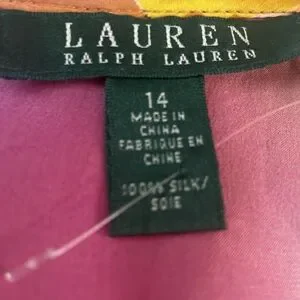 LAUREN
RALPH LAUREN
14
MADE IN
CHINA
FABRIQUE EN
CHINE
100% SILK/
SOIE